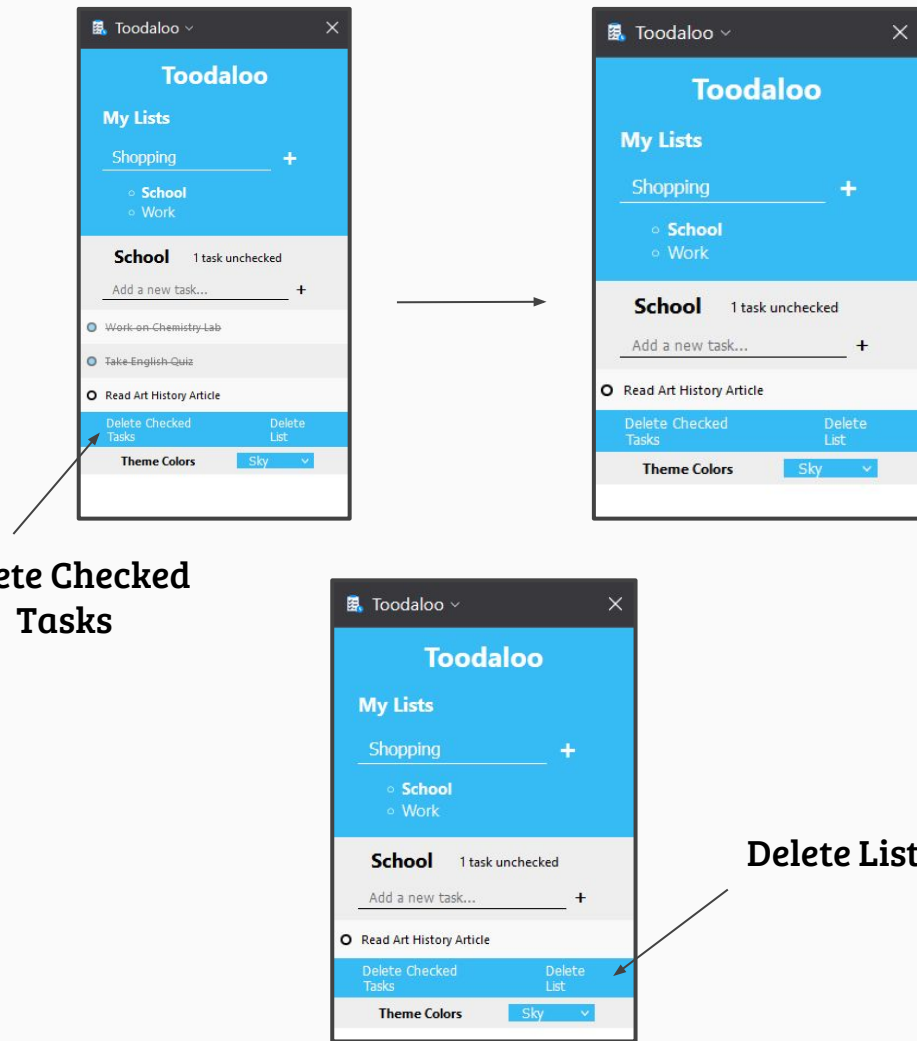 Toodaloo
Toodaloo
My Lists
Shopping +
School
Work
School 1 task unchecked
Add a new task... +
Work on Chemistry Lab
Take English Quiz
Read Art History Article
Delete Checked
Tasks
Delete
List
Theme Colors Sky
Toodaloo
Toodaloo
My Lists
Shopping +
School
Work
School 1 task unchecked
Add a new task... +
Read Art History Article
Delete Checked
Tasks
Delete
List
Theme Colors Sky
ete Checked
Tasks
Toodaloo
Toodaloo
My Lists
Shopping +
School
Work
School 1 task unchecked
Add a new task... +
Read Art History Article
Delete Checked
Tasks
Delete
List
Theme Colors Sky
Delete List